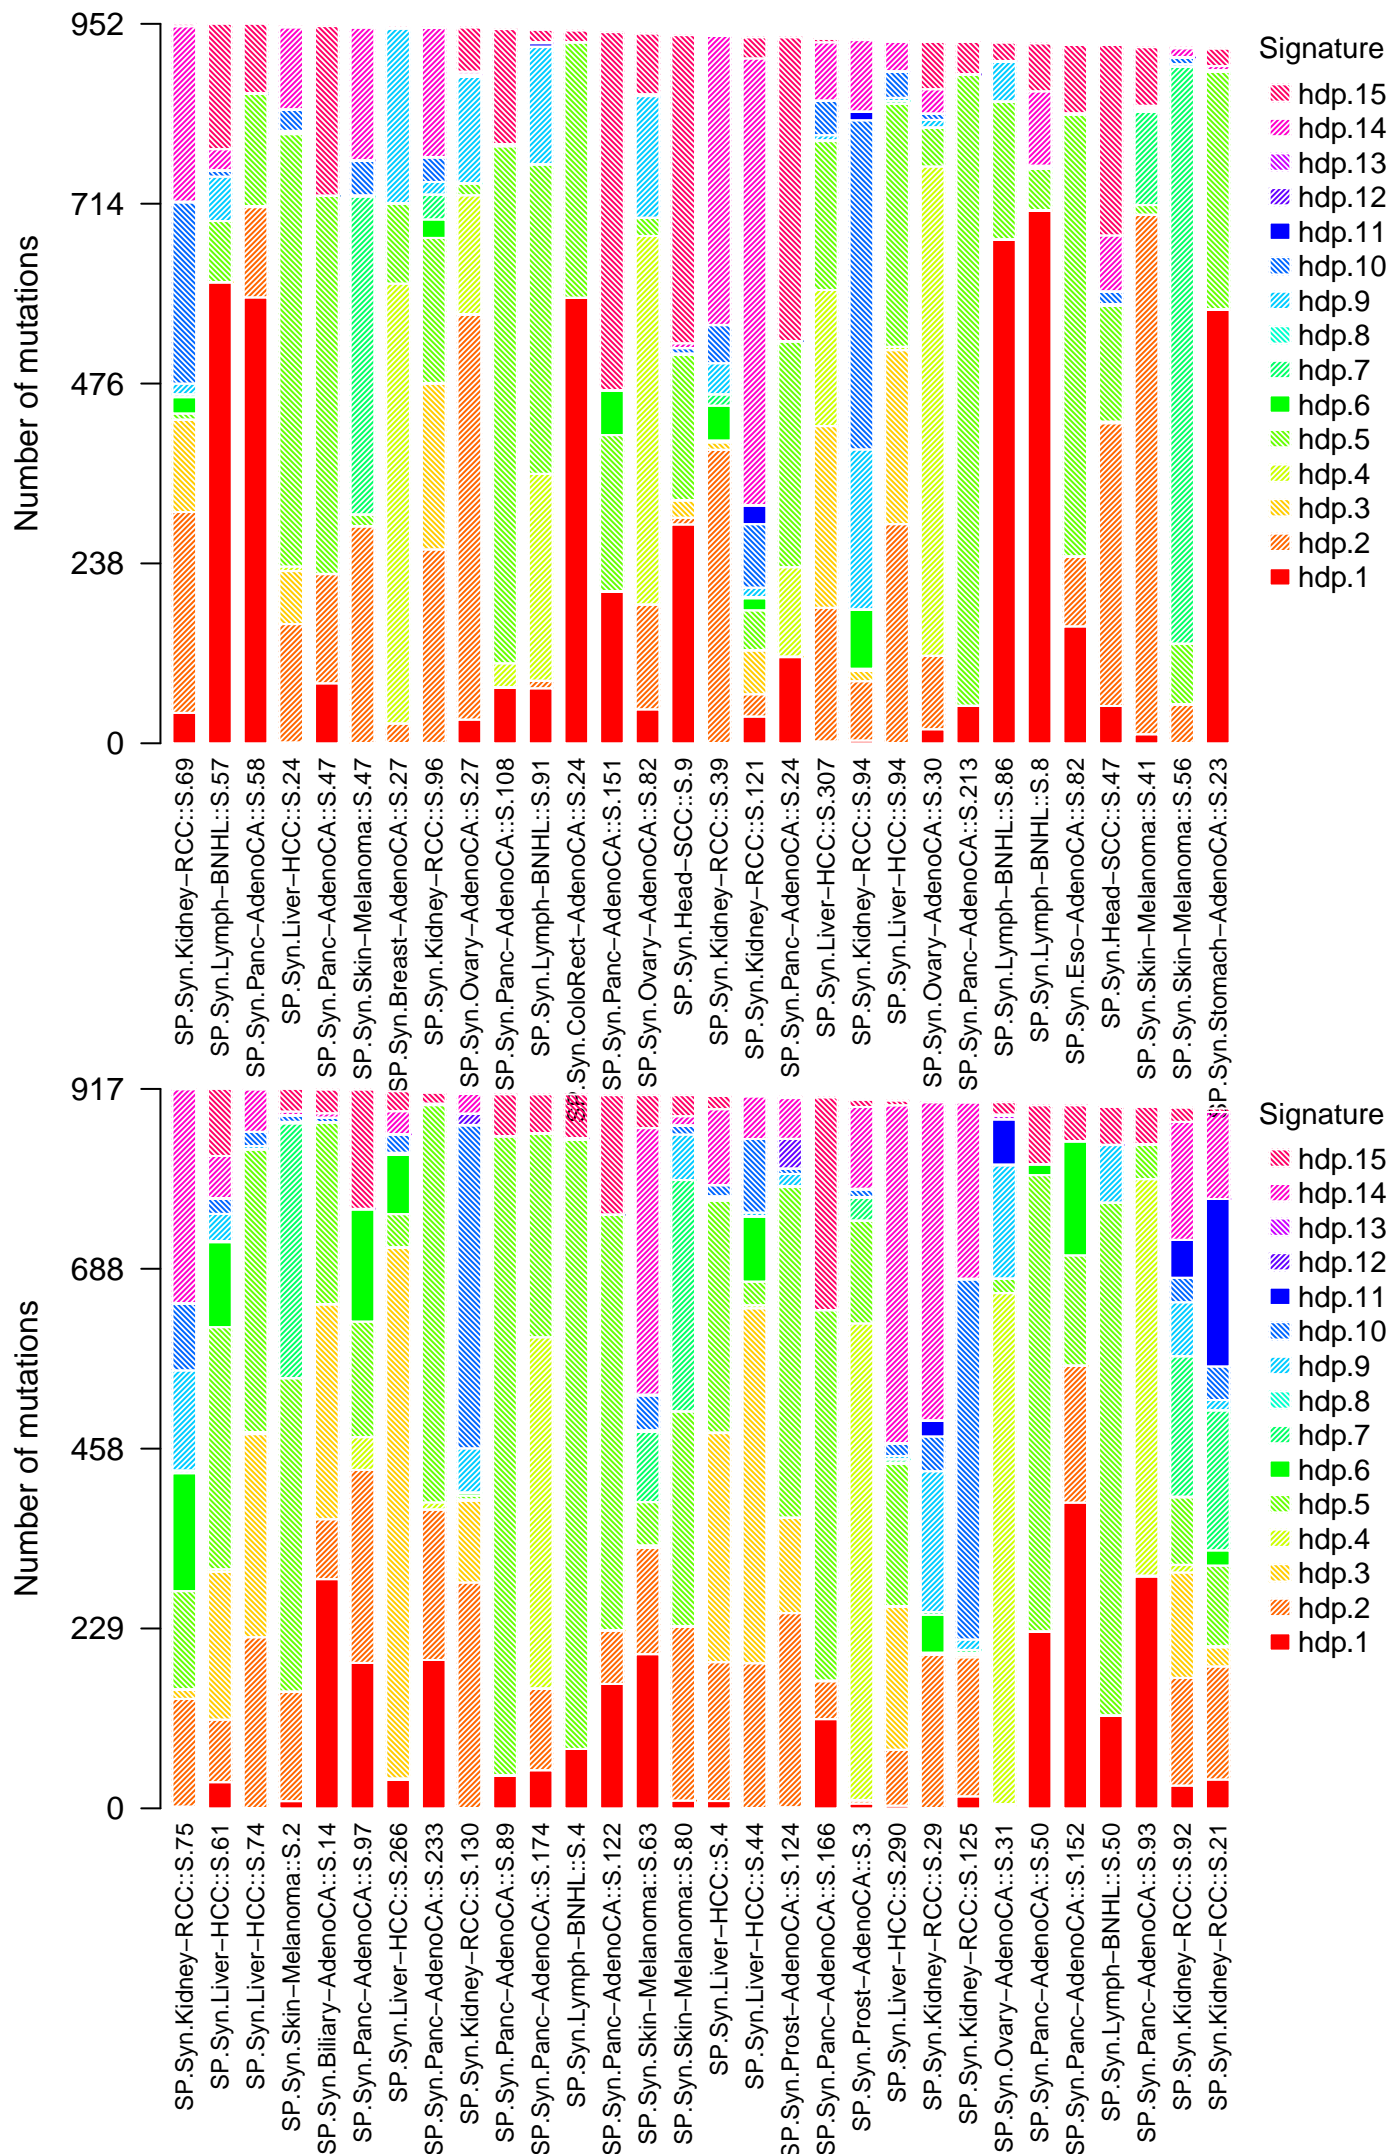 Number of mutations
952
714
476
238
0
Signature
hdp.15
hdp.14
hdp.13
hdp.12
hdp.11
hdp.10
hdp.9
hdp.8
hdp.7
hdp.6
hdp.5
hdp.4
hdp.3
hdp.2
hdp.1
SP.Syn.Kidney−RCC::S.69
SP.Syn.Lymph−BNHL::S.57
SP.Syn.Panc−AdenoCA::S.58
SP.Syn.Liver−HCC::S.24
SP.Syn.Panc−AdenoCA::S.47
SP.Syn.Skin−Melanoma::S.47
SP.Syn.Breast−AdenoCA::S.27
SP.Syn.Kidney−RCC::S.96
SP.Syn.Ovary−AdenoCA::S.27
SP.Syn.Panc−AdenoCA::S.108
SP.Syn.Lymph−BNHL::S.91
SP.Syn.ColoRect−AdenoCA::S.24
SP.Syn.Panc−AdenoCA::S.151
SP.Syn.Ovary−AdenoCA::S.82
SP.Syn.Head−SCC::S.9
SP.Syn.Kidney−RCC::S.39
SP.Syn.Kidney−RCC::S.121
SP.Syn.Panc−AdenoCA::S.24
SP.Syn.Liver−HCC::S.307
SP.Syn.Kidney−RCC::S.94
SP.Syn.Liver−HCC::S.94
SP.Syn.Ovary−AdenoCA::S.30
SP.Syn.Panc−AdenoCA::S.213
SP.Syn.Lymph−BNHL::S.86
SP.Syn.Lymph−BNHL::S.8
SP.Syn.Eso−AdenoCA::S.82
SP.Syn.Head−SCC::S.47
SP.Syn.Skin−Melanoma::S.41
SP.Syn.Skin−Melanoma::S.56
SP.Syn.Stomach−AdenoCA::S.23
Number of mutations
917
688
458
229
0
Signature
hdp.15
hdp.14
hdp.13
hdp.12
hdp.11
hdp.10
hdp.9
hdp.8
hdp.7
hdp.6
hdp.5
hdp.4
hdp.3
hdp.2
hdp.1
SP.Syn.Kidney−RCC::S.75
SP.Syn.Liver−HCC::S.61
SP.Syn.Liver−HCC::S.74
SP.Syn.Skin−Melanoma::S.2
SP.Syn.Biliary−AdenoCA::S.14
SP.Syn.Panc−AdenoCA::S.97
SP.Syn.Liver−HCC::S.266
SP.Syn.Panc−AdenoCA::S.233
SP.Syn.Kidney−RCC::S.130
SP.Syn.Panc−AdenoCA::S.89
SP.Syn.Panc−AdenoCA::S.174
SP.Syn.Lymph−BNHL::S.4
SP.Syn.Panc−AdenoCA::S.122
SP.Syn.Skin−Melanoma::S.63
SP.Syn.Skin−Melanoma::S.80
SP.Syn.Liver−HCC::S.4
SP.Syn.Liver−HCC::S.44
SP.Syn.Prost−AdenoCA::S.124
SP.Syn.Panc−AdenoCA::S.166
SP.Syn.Prost−AdenoCA::S.3
SP.Syn.Liver−HCC::S.290
SP.Syn.Kidney−RCC::S.29
SP.Syn.Kidney−RCC::S.125
SP.Syn.Ovary−AdenoCA::S.31
SP.Syn.Panc−AdenoCA::S.50
SP.Syn.Panc−AdenoCA::S.152
SP.Syn.Lymph−BNHL::S.50
SP.Syn.Panc−AdenoCA::S.93
SP.Syn.Kidney−RCC::S.92
SP.Syn.Kidney−RCC::S.21